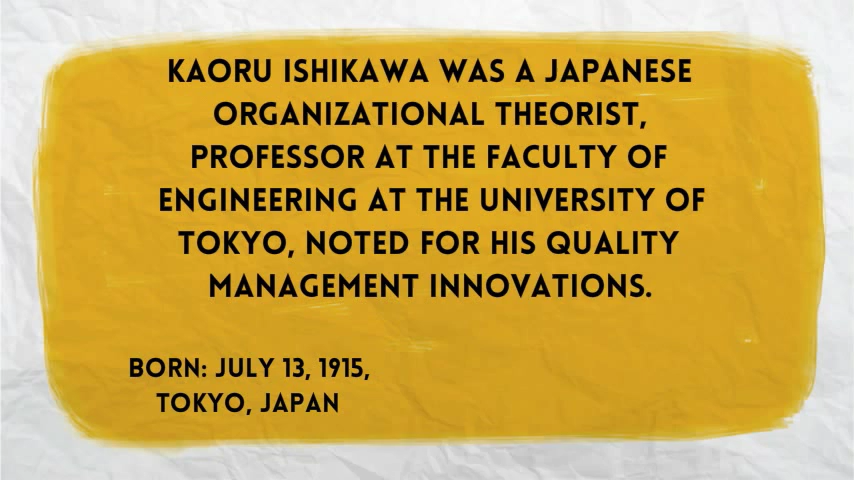 KAORU ISHIKAWA WAS A JAPANESE
ORGANIZATIONAL THEORIST,
PROFESSOR AT THE FACULTY OF
ENGINEERING AT THE UNIVERSITY OF
TOKYO, NOTED FOR HIS QUALITY
MANAGEMENT INNOVATIONS.
BORN: JULY 13, 1915,
TOKYO, JAPAN